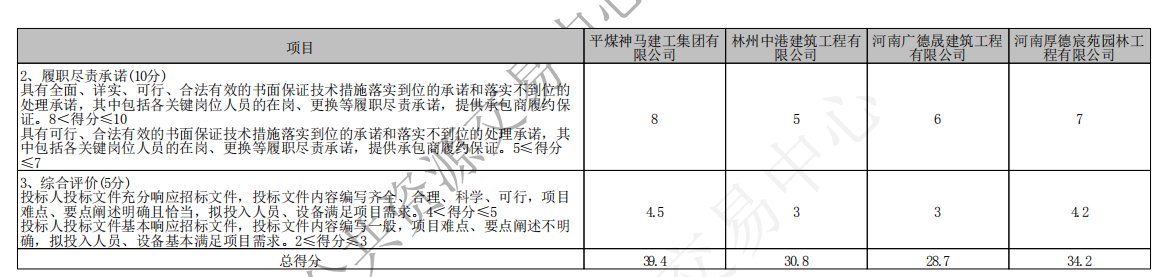 项目
平煤神马建工集团有限公司
林州中港建筑工程有限公司
河南广德晟建筑工程有限公司
河南厚德宸苑园林工程有限公司
2、履职尽责承诺(10分)
具有全面、详实、可行、合法有效的书面保证技术措施落实到位的承诺和落实不到位的
处理承诺，其中包括各关键岗位人员的在岗、更换等履职尽责承诺，提供承包商履约保
证。8＜得分≤10
具有可行、合法有效的书面保证技术措施落实到位的承诺和落实不到位的处理承诺，其
中包括各关键岗位人员的在岗、更换等履职尽责承诺，提供承包商履约保证。5≤得分
≤7
8
5
6
7
3、综合评价(5分)
投标人投标文件充分响应招标文件，投标文件内容编写齐全、合理、科学、可行，项目
难点、要点阐述明确且恰当，拟投入人员、设备满足项目需求。4＜得分≤5
投标人投标文件基本响应招标文件，投标文件内容编写一般，项目难点、要点阐述不明
确，拟投入人员、设备基本满足项目需求。2≤得分≤3
4.5
3
3
4.2
总得分
39.4
30.8
28.7
34.2
公共资源交易中心
交易中心